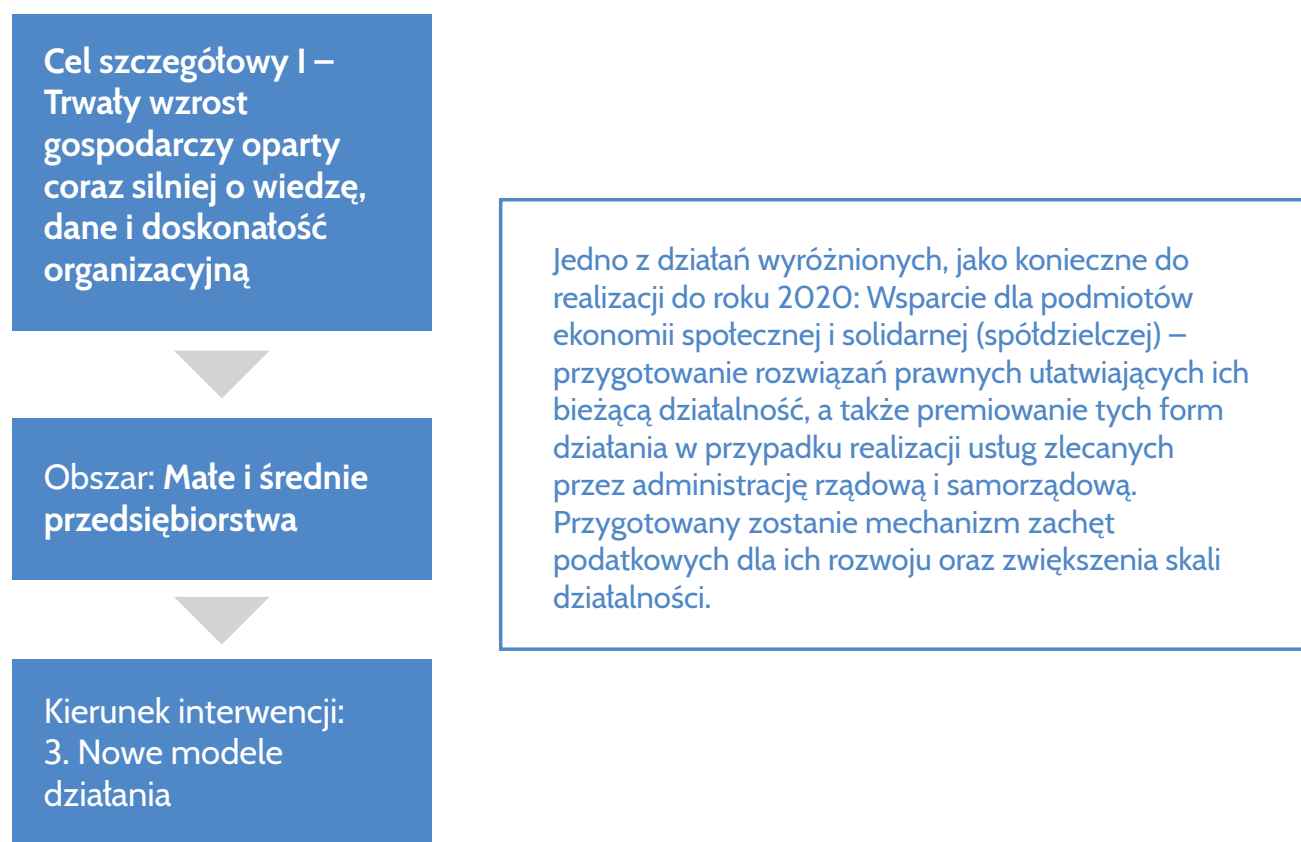 Cel szczegółowy I –
Trwały wzrost
gospodarczy oparty
coraz silniej o wiedzę,
dane i doskonałość
organizacyjną
Obszar: Małe i średnie
przedsiębiorstwa
Kierunek interwencji:
3. Nowe modele
działania
Jedno z działań wyróżnionych, jako konieczne do
realizacji do roku 2020: Wsparcie dla podmiotów
ekonomii społecznej i solidarnej (spółdzielczej) –
przygotowanie rozwiązań prawnych ułatwiających ich
bieżącą działalność, a także premiowanie tych form
działania w przypadku realizacji usług zlecanych
przez administrację rządową i samorządową.
Przygotowany zostanie mechanizm zachęt
podatkowych dla ich rozwoju oraz zwiększenia skali
działalności.